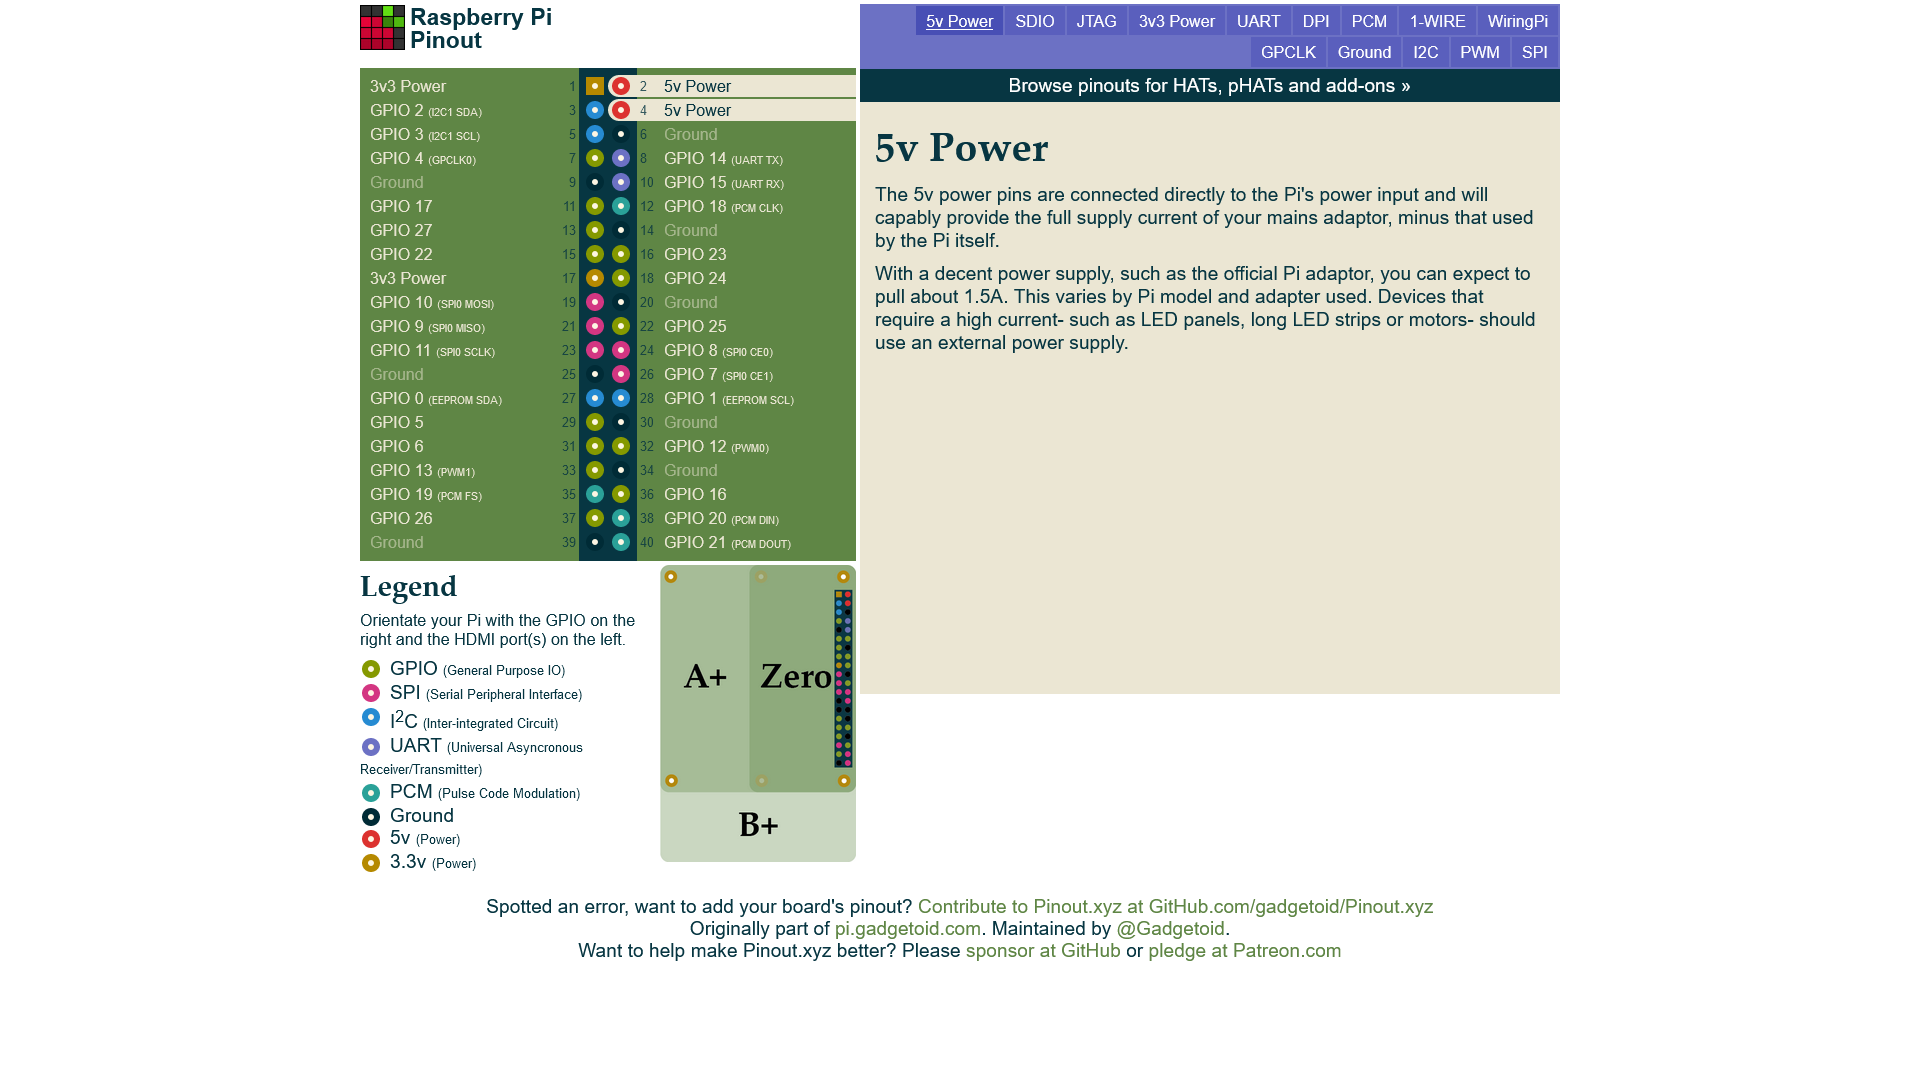 Raspberry Pi
Pinout
5v Power SDIO JTAG 3v3 Power UART DPI PCM 1-WIRE WiringPi
GPCLK Ground I2C PWM SPI
Browse pinouts for HATs, pHATs and add-ons »
3v3 Power 1 2 5v Power
GPIO 2 (I2C1 SDA) 3 4 5v Power
GPIO 3 (I2C1 SCL) 5 6 Ground
GPIO 4 (GPCLK0) 7 8 GPIO 14 (UART TX)
Ground 9 10 GPIO 15 (UART RX)
GPIO 17 11 12 GPIO 18 (PCM CLK)
GPIO 27 13 14 Ground
GPIO 22 15 16 GPIO 23
3v3 Power 17 18 GPIO 24
GPIO 10 (SPI0 MOSI) 19 20 Ground
GPIO 9 (SPI0 MISO) 21 22 GPIO 25
GPIO 11 (SPI0 SCLK) 23 24 GPIO 8 (SPI0 CE0)
Ground 25 26 GPIO 7 (SPI0 CE1)
GPIO 0 (EEPROM SDA) 27 28 GPIO 1 (EEPROM SCL)
GPIO 5 29 30 Ground
GPIO 6 31 32 GPIO 12 (PWM0)
GPIO 13 (PWM1) 33 34 Ground
GPIO 19 (PCM FS) 35 36 GPIO 16
GPIO 26 37 38 GPIO 20 (PCM DIN)
Ground 39 40 GPIO 21 (PCM DOUT)
5v Power
The 5v power pins are connected directly to the Pi's power input and will
capably provide the full supply current of your mains adaptor, minus that used
by the Pi itself.
With a decent power supply, such as the official Pi adaptor, you can expect to
pull about 1.5A. This varies by Pi model and adapter used. Devices that
require a high current- such as LED panels, long LED strips or motors- should
use an external power supply.
Legend
Orientate your Pi with the GPIO on the
right and the HDMI port(s) on the left.
GPIO (General Purpose IO)
SPI (Serial Peripheral Interface)
I2C (Inter-integrated Circuit)
UART (Universal Asyncronous
Receiver/Transmitter)
PCM (Pulse Code Modulation)
Ground
5v (Power)
3.3v (Power)
A+ Zero
B+
Spotted an error, want to add your board's pinout? Contribute to Pinout.xyz at GitHub.com/gadgetoid/Pinout.xyz
Originally part of pi.gadgetoid.com. Maintained by @Gadgetoid.
Want to help make Pinout.xyz better? Please sponsor at GitHub or pledge at Patreon.com